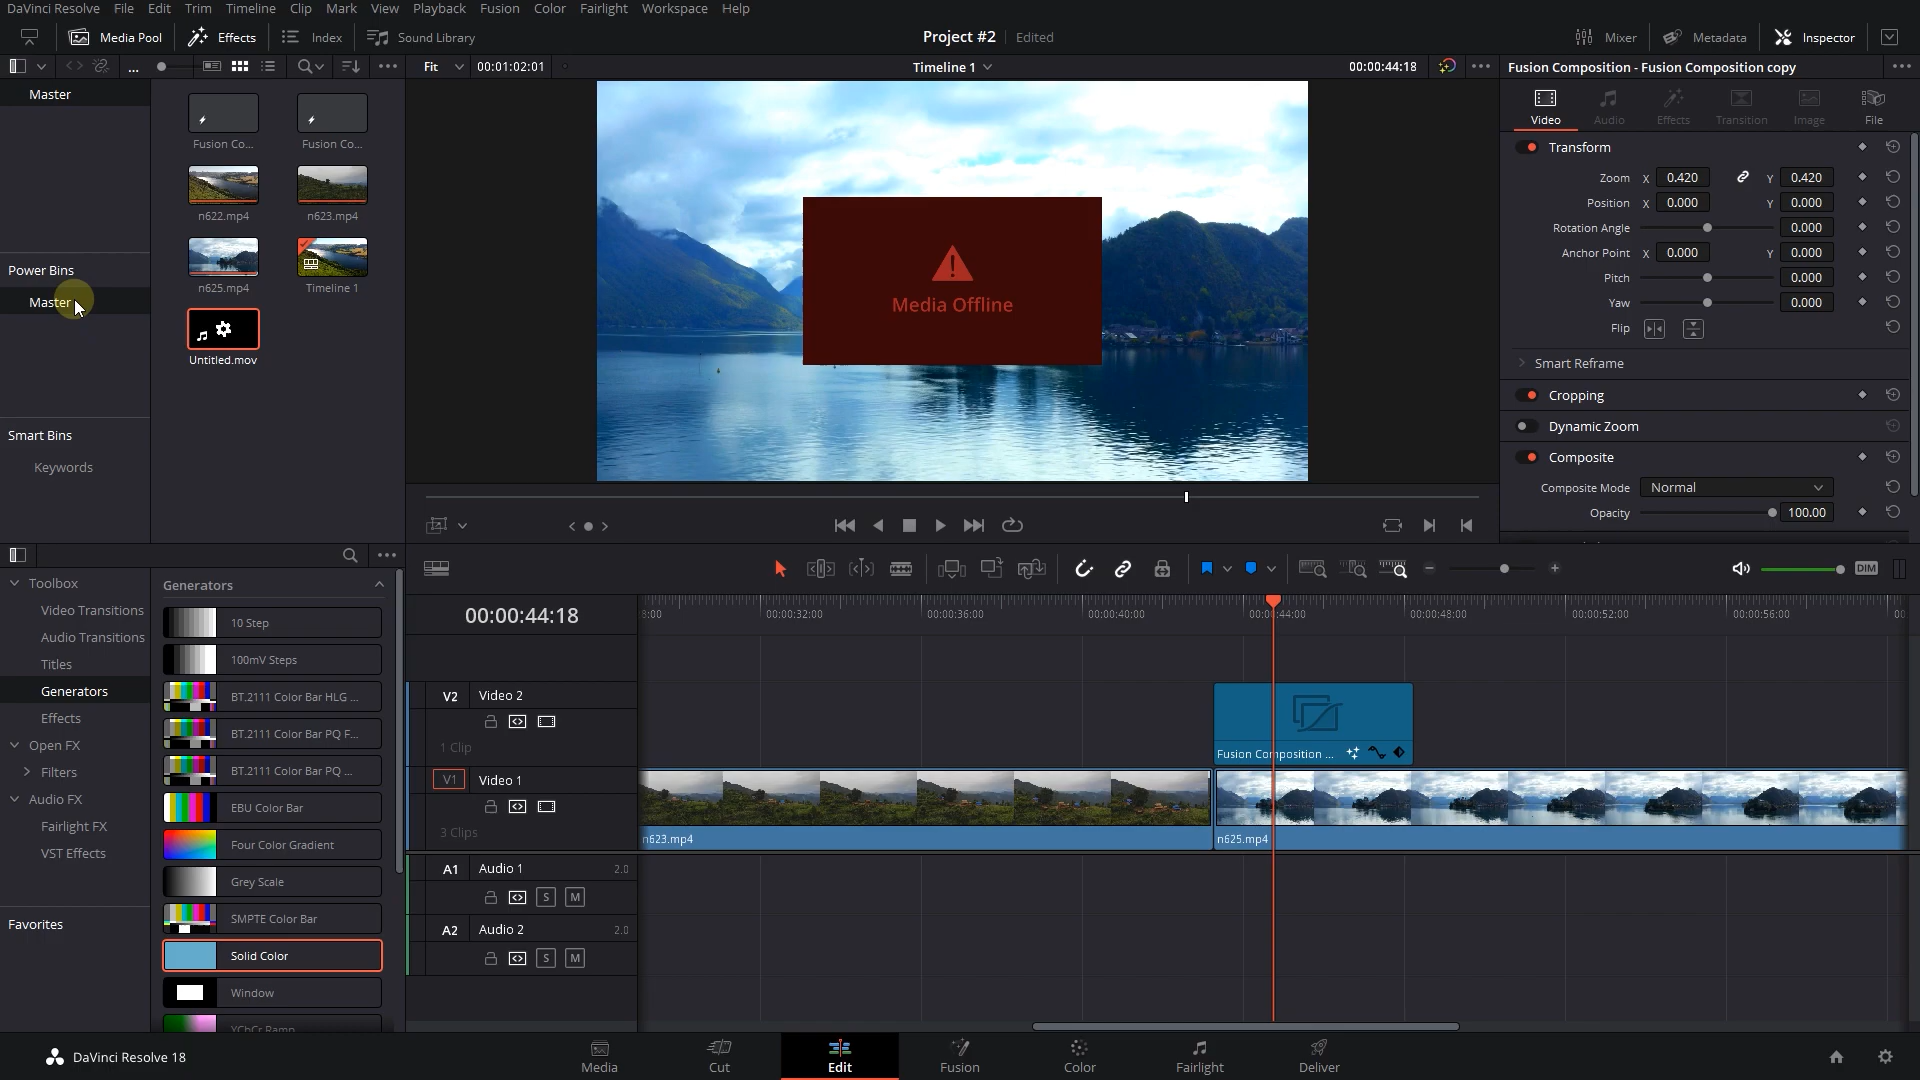 DaVinci Resolve File Edit Trim Timeline Clip Mark View Playback Fusion Color Fairlight Workspace Help
Media Pool Effects Index Sound Library
Project #2 Edited
Mixer Metadata Inspector
Fit 00:01:02:01 Timeline 1 00:00:44:18
Fusion Composition - Fusion Composition copy
Master
Power Bins
Master
Smart Bins
Keywords
Fusion Co... Fusion Co...
n622.mp4 n623.mp4
n625.mp4 Timeline 1
Untitled.mov
Media Offline
Video Audio Effects Transition Image File
Transform
Zoom X 0.420 Y 0.420
Position X 0.000 Y 0.000
Rotation Angle 0.000
Anchor Point X 0.000 Y 0.000
Pitch 0.000
Yaw 0.000
Flip
Smart Reframe
Cropping
Dynamic Zoom
Composite
Composite Mode Normal
Opacity 100.00
Toolbox
Video Transitions
Audio Transitions
Titles
Generators
Effects
Open FX
Filters
Audio FX
Fairlight FX
VST Effects
Favorites
Generators
10 Step
100mV Steps
BT.2111 Color Bar HLG ...
BT.2111 Color Bar PQ F...
BT.2111 Color Bar PQ ...
EBU Color Bar
Four Color Gradient
Grey Scale
SMPTE Color Bar
Solid Color
Window
YCbCr Ramp
DIM
00:00:44:18
8:00 00:00:32:00 00:00:36:00 00:00:40:00 00:00:44:00 00:00:48:00 00:00:52:00 00:00:56:00 00
V2 Video 2
1 Clip
Fusion Composition ...
V1 Video 1
3 Clips
n623.mp4 n625.mp4
A1 Audio 1 2.0
S M
A2 Audio 2 2.0
S M
DaVinci Resolve 18
Media Cut Edit Fusion Color Fairlight Deliver